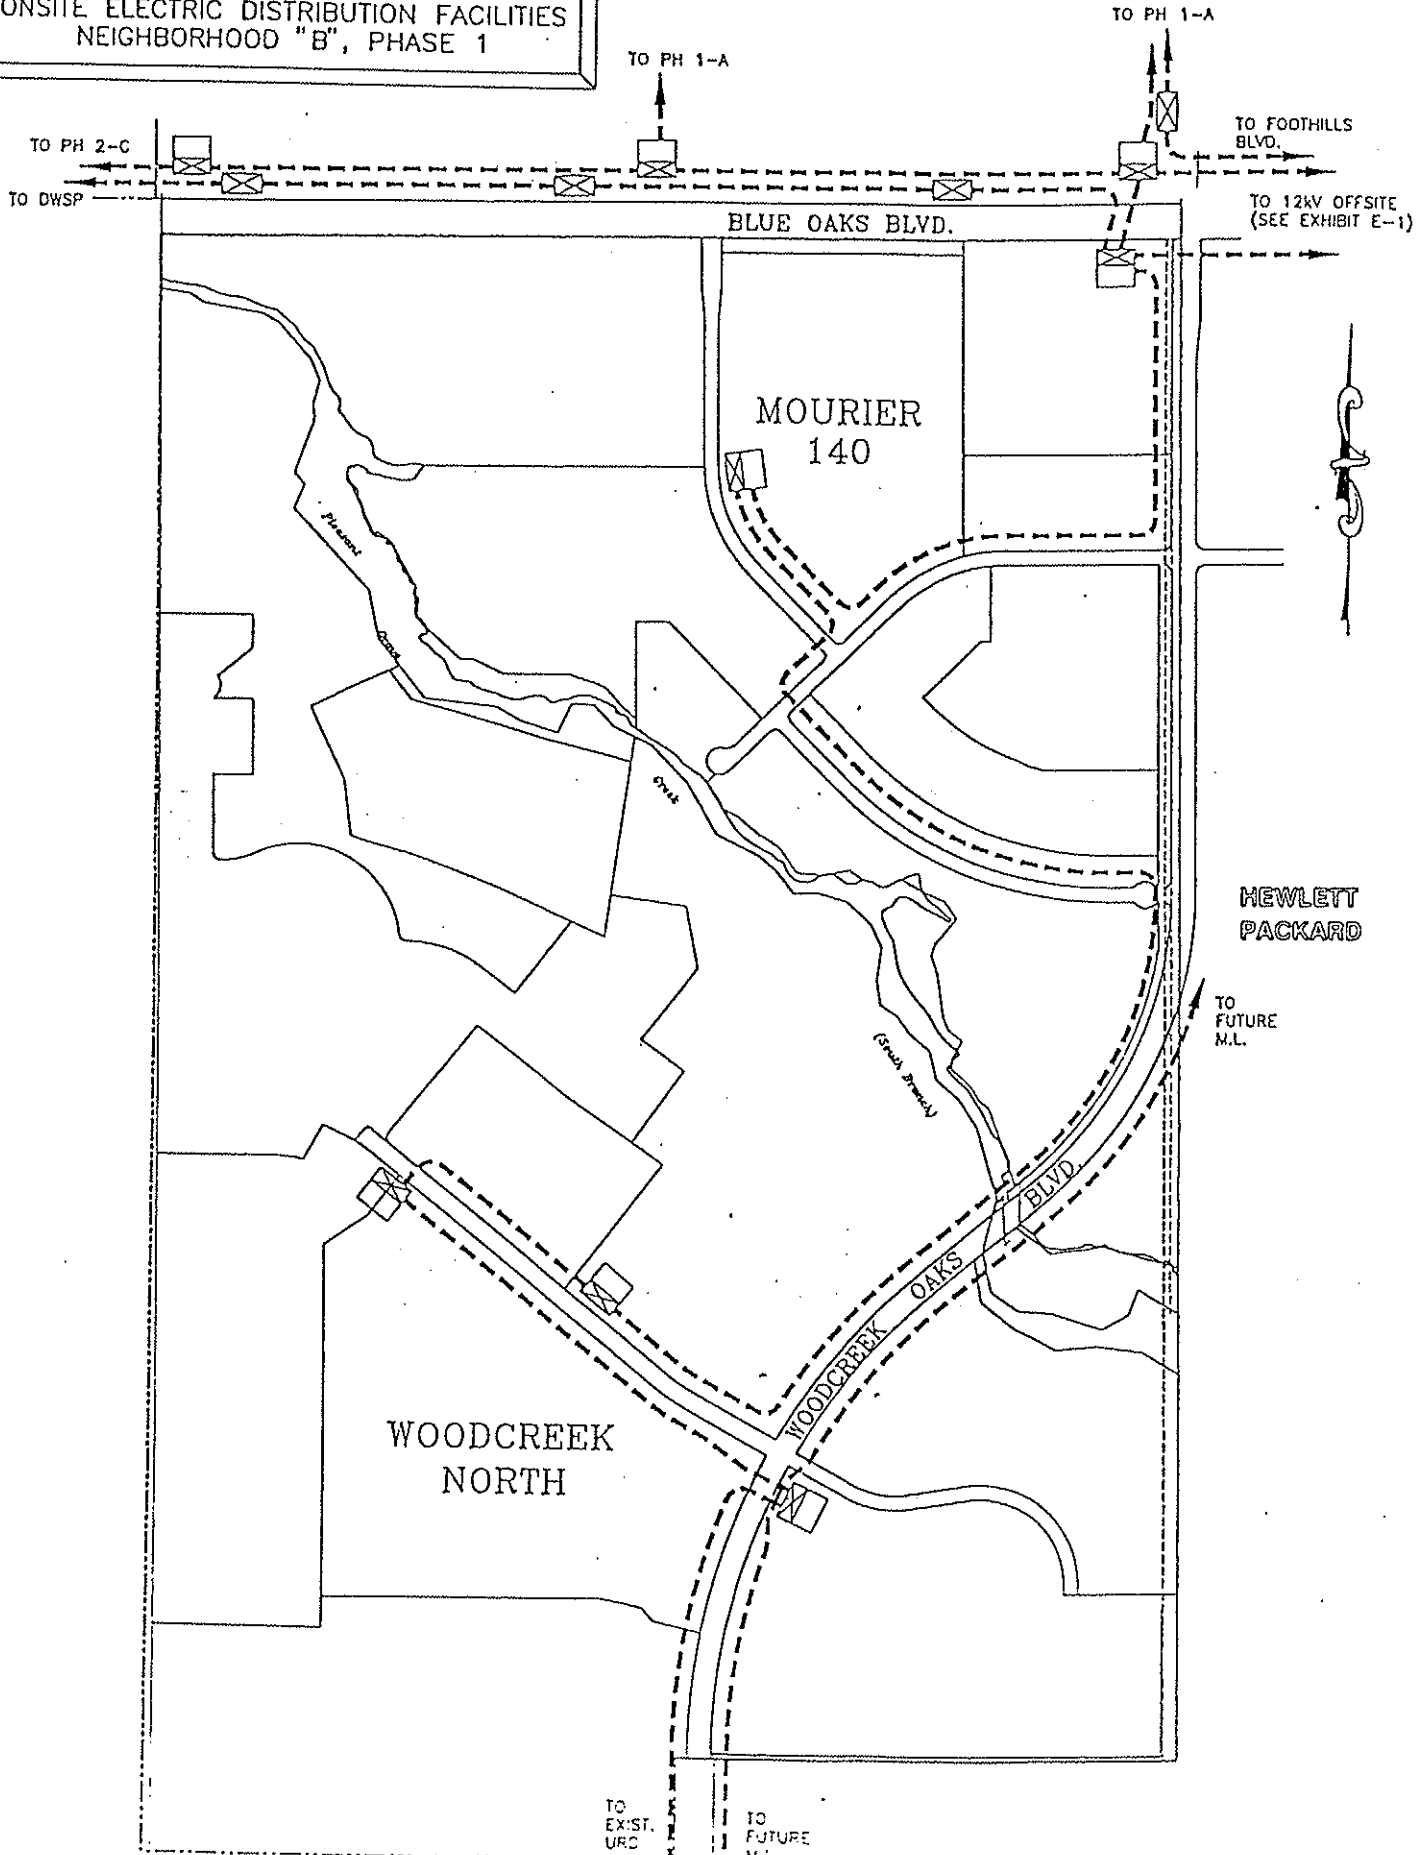 ONSITE ELECTRIC DISTRIBUTION FACILITIES
NEIGHBORHOOD "B", PHASE 1
TO PH 1-A
TO PH 1-A
TO PH 2-C
TO DWSP
TO FOOTHILLS
BLVD.
TO 12kV OFFSITE
(SEE EXHIBIT E-1)
BLUE OAKS BLVD.
MOURIER
140
Pleasant
Grove
Creek
(South Branch)
HEWLETT
PACKARD
TO
FUTURE
M.L.
WOODCREEK OAKS BLVD.
WOODCREEK
NORTH
TO
EXIST.
TO
FUTURE